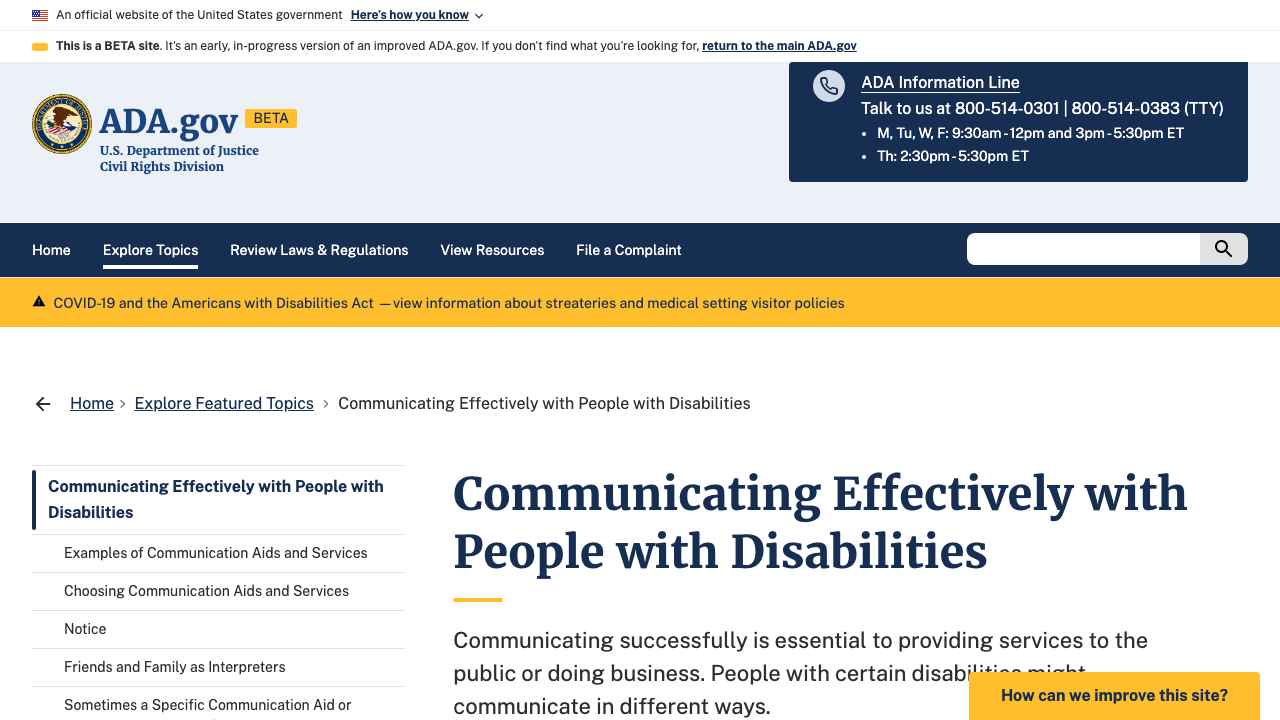 An official website of the United States government Here's how you know
This is a BETA site. It's an early, in-progress version of an improved ADA.gov. If you don't find what you're looking for, return to the main ADA.gov
ADA.gov BETA
U.S. Department of Justice
Civil Rights Division
ADA Information Line
Talk to us at 800-514-0301 | 800-514-0383 (TTY)
• M, Tu, W, F: 9:30am - 12pm and 3pm - 5:30pm ET
• Th: 2:30pm - 5:30pm ET
Home Explore Topics Review Laws & Regulations View Resources File a Complaint
COVID-19 and the Americans with Disabilities Act —view information about streateries and medical setting visitor policies
Home > Explore Featured Topics > Communicating Effectively with People with Disabilities
Communicating Effectively with People with
Disabilities
Examples of Communication Aids and Services
Choosing Communication Aids and Services
Notice
Friends and Family as Interpreters
Sometimes a Specific Communication Aid or
Communicating Effectively with
People with Disabilities
Communicating successfully is essential to providing services to the
public or doing business. People with certain disabilities might
communicate in different ways.
How can we improve this site?